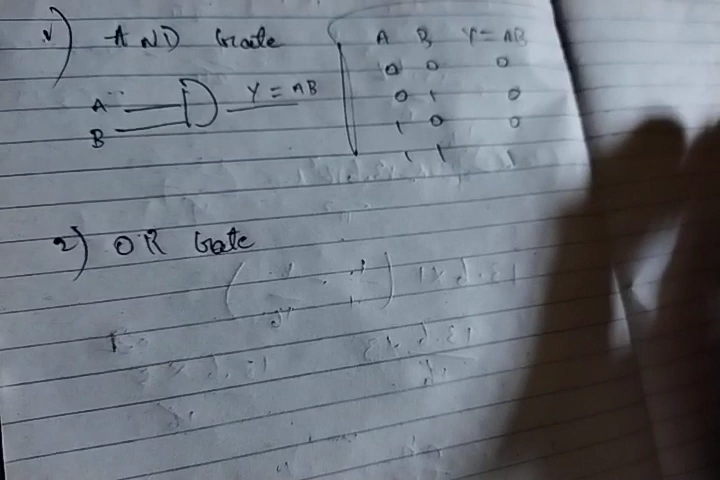 1) AND Gate
A B Y = AB
0 0 0
0 1 0
1 0 0
1 1 1
A
B
Y = AB
2) OR Gate